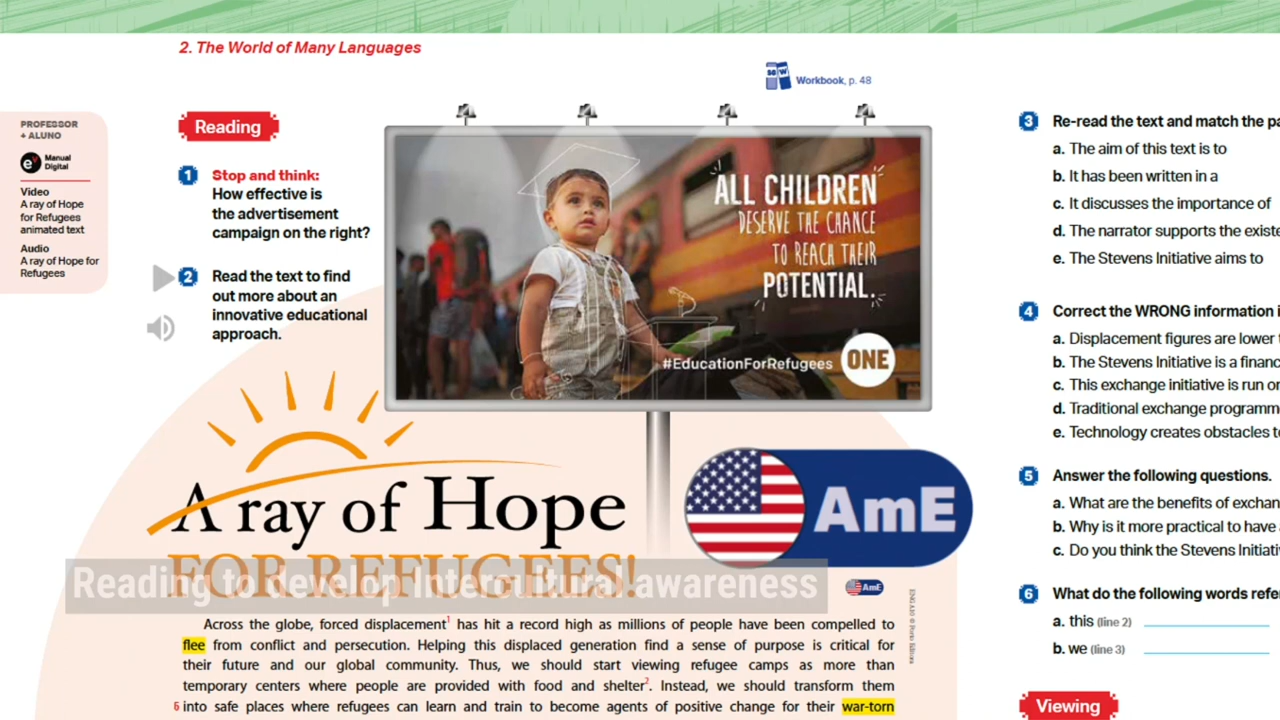 2. The World of Many Languages
Workbook, p. 48
PROFESSOR
+ ALUNO
Manual
Digital
Video
A ray of Hope
for Refugees
animated text
Audio
A ray of Hope for
Refugees
Reading
1 Stop and think:
How effective is
the advertisement
campaign on the right?
2 Read the text to find
out more about an
innovative educational
approach.
ALL CHILDREN
DESERVE THE CHANCE
TO REACH THEIR
POTENTIAL.
#EducationForRefugees
ONE
A ray of Hope
FOR REFUGEES!
AmE
Reading to develop intercultural awareness
AmE
Across the globe, forced displacement1 has hit a record high as millions of people have been compelled to
flee from conflict and persecution. Helping this displaced generation find a sense of purpose is critical for
their future and our global community. Thus, we should start viewing refugee camps as more than
temporary centers where people are provided with food and shelter2. Instead, we should transform them
6 into safe places where refugees can learn and train to become agents of positive change for their war-torn
3 Re-read the text and match the pa
a. The aim of this text is to
b. It has been written in a
c. It discusses the importance of
d. The narrator supports the existe
e. The Stevens Initiative aims to
4 Correct the WRONG information i
a. Displacement figures are lower t
b. The Stevens Initiative is a financ
c. This exchange initiative is run or
d. Traditional exchange programm
e. Technology creates obstacles to
5 Answer the following questions.
a. What are the benefits of exchan
b. Why is it more practical to have
c. Do you think the Stevens Initiati
6 What do the following words refe
a. this (line 2)
b. we (line 3)
Viewing